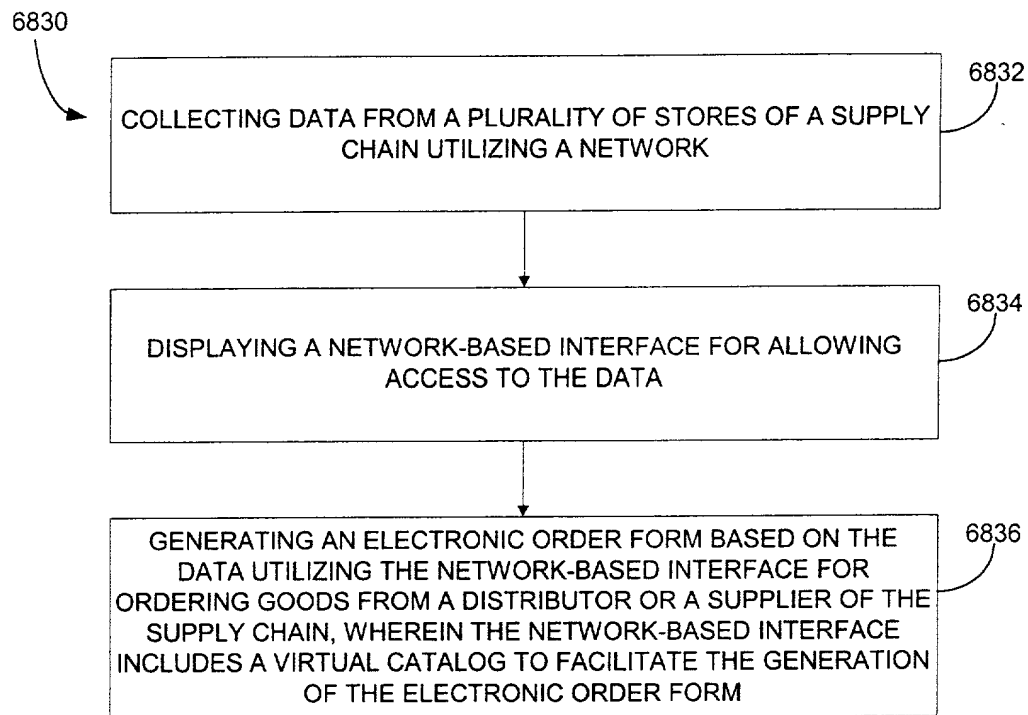 6830
6832
COLLECTING DATA FROM A PLURALITY OF STORES OF A SUPPLY
CHAIN UTILIZING A NETWORK
6834
DISPLAYING A NETWORK-BASED INTERFACE FOR ALLOWING
ACCESS TO THE DATA
6836
GENERATING AN ELECTRONIC ORDER FORM BASED ON THE
DATA UTILIZING THE NETWORK-BASED INTERFACE FOR
ORDERING GOODS FROM A DISTRIBUTOR OR A SUPPLIER OF THE
SUPPLY CHAIN, WHEREIN THE NETWORK-BASED INTERFACE
INCLUDES A VIRTUAL CATALOG TO FACILITATE THE GENERATION
OF THE ELECTRONIC ORDER FORM